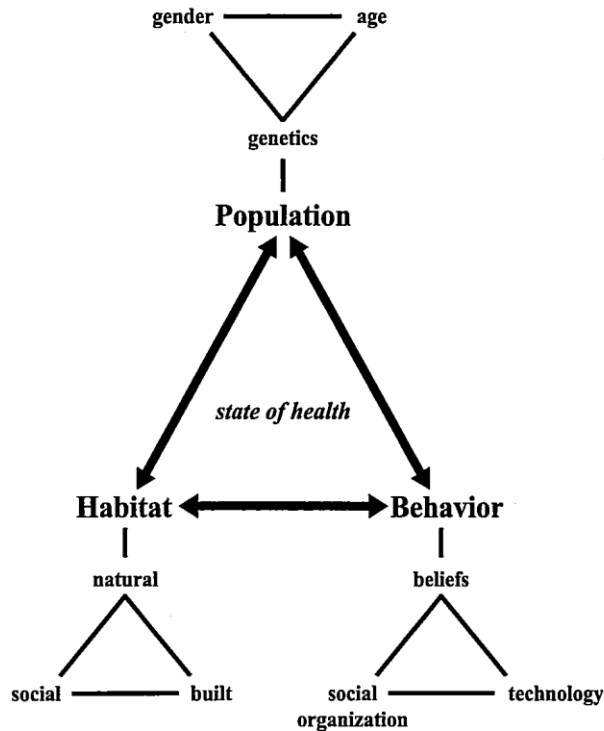 gender age
genetics
Population
state of health
Habitat Behavior
natural beliefs
social built social technology
organization